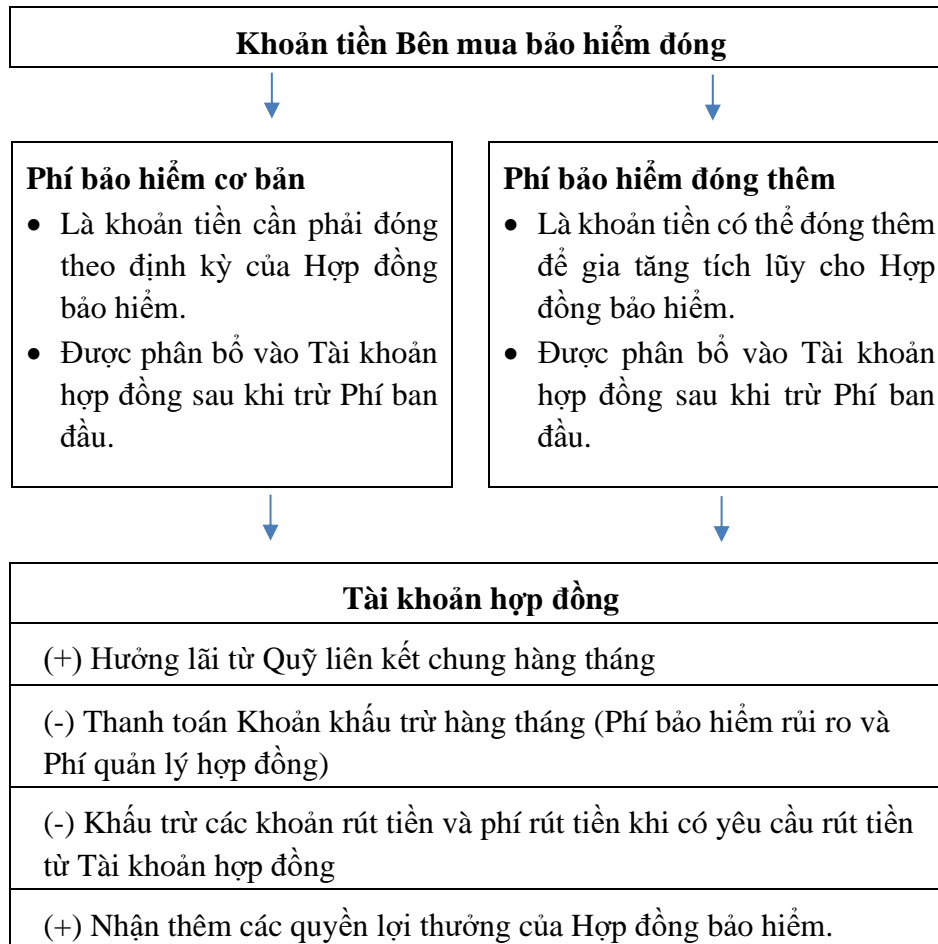 Khoản tiền Bên mua bảo hiểm đóng
Phí bảo hiểm cơ bản
• Là khoản tiền cần phải đóng
theo định kỳ của Hợp đồng
bảo hiểm.
• Được phân bổ vào Tài khoản
hợp đồng sau khi trừ Phí ban
đầu.
Phí bảo hiểm đóng thêm
• Là khoản tiền có thể đóng thêm
để gia tăng tích lũy cho Hợp
đồng bảo hiểm.
• Được phân bổ vào Tài khoản
hợp đồng sau khi trừ Phí ban
đầu.
Tài khoản hợp đồng
(+) Hưởng lãi từ Quỹ liên kết chung hàng tháng
(-) Thanh toán Khoản khấu trừ hàng tháng (Phí bảo hiểm rủi ro và
Phí quản lý hợp đồng)
(-) Khấu trừ các khoản rút tiền và phí rút tiền khi có yêu cầu rút tiền
từ Tài khoản hợp đồng
(+) Nhận thêm các quyền lợi thưởng của Hợp đồng bảo hiểm.